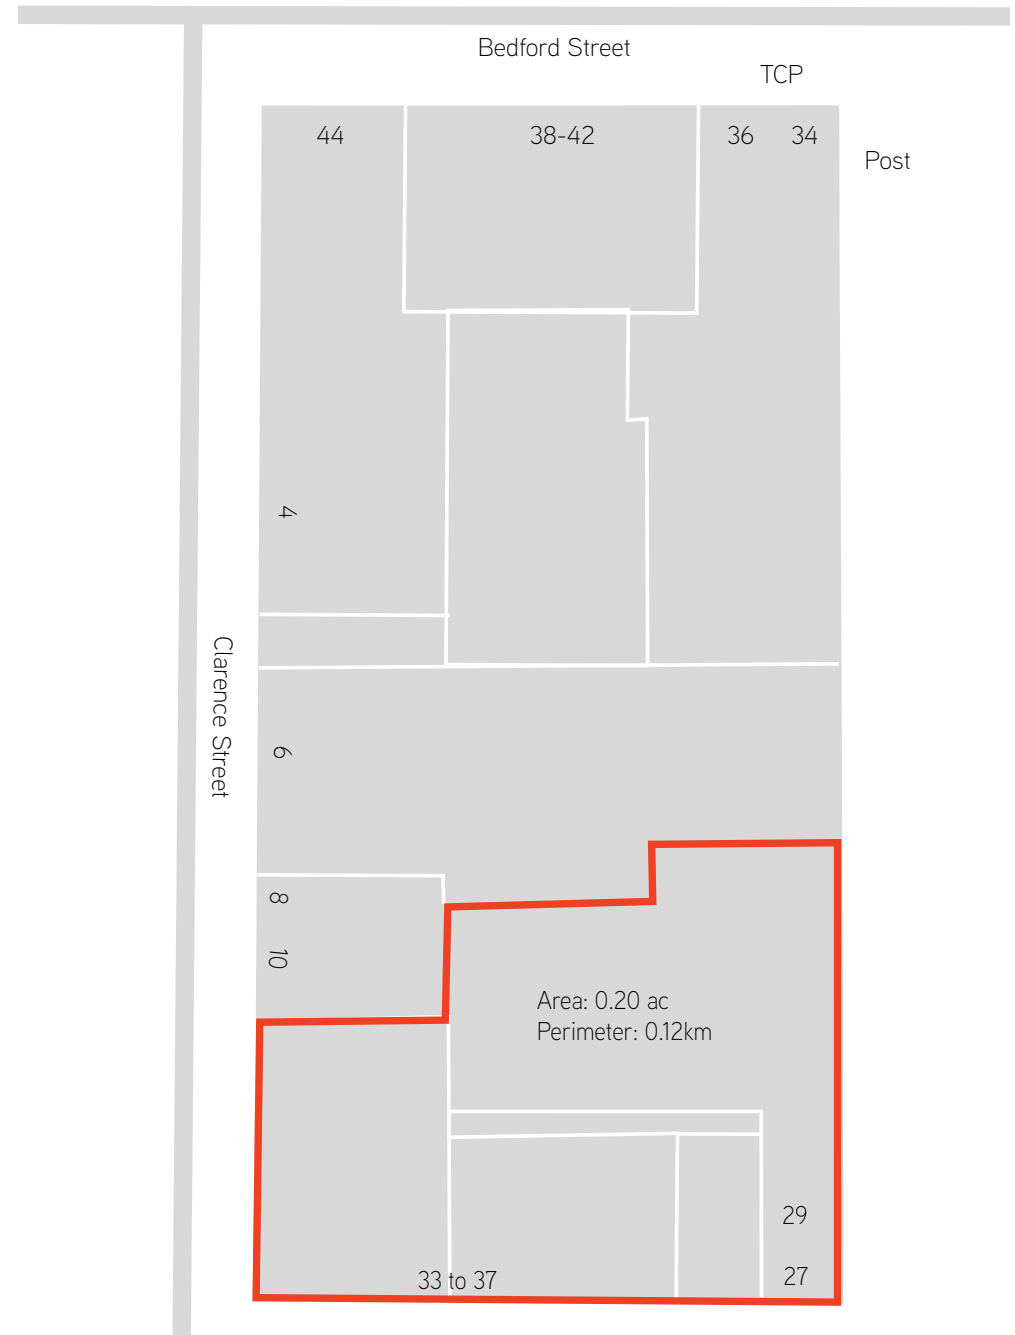 Bedford Street
TCP
44
38-42
36
34
Post
4
Clarence Street
6
8
10
Area: 0.20 ac
Perimeter: 0.12km
29
27
33 to 37